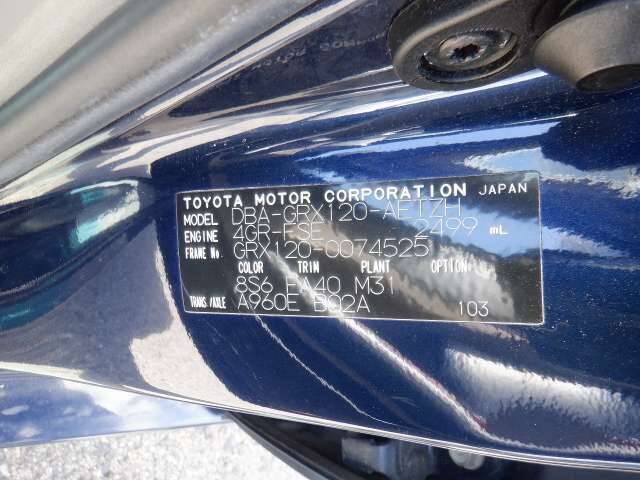 TOYOTA MOTOR CORPORATION JAPAN
MODEL DBA-GRX120-AETZH
ENGINE 4GR-FSE 2499 mL
FRAME No. GRX120-0074525
COLOR TRIM PLANT OPTION
8S6 FA40 M31
TRANS/AXLE A960E B02A 103